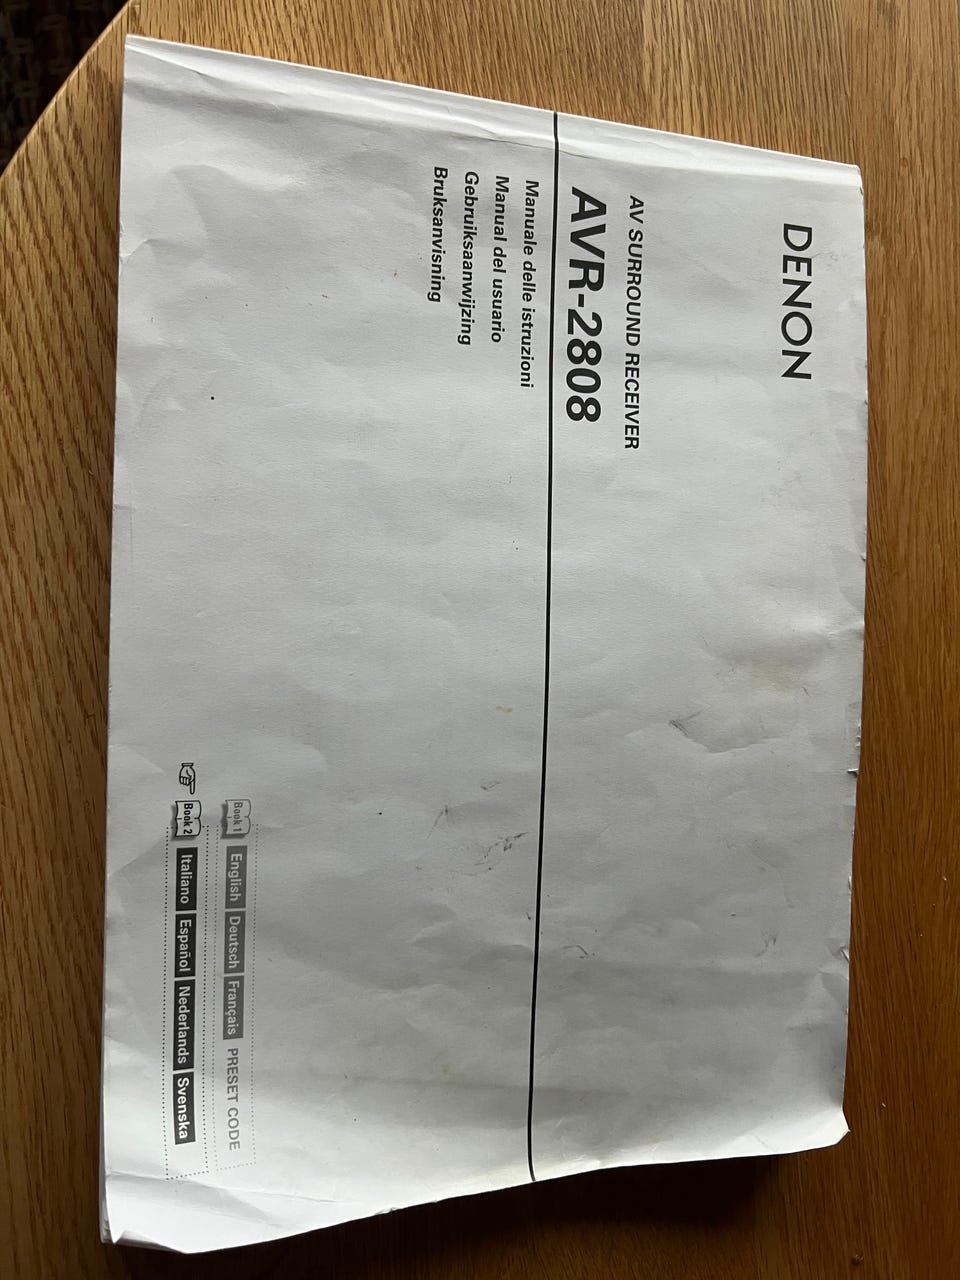 DENON
AV SURROUND RECEIVER
AVR-2808
Manuale delle istruzioni
Manual del usuario
Gebruiksaanwijzing
Bruksanvisning
Book 1 English Deutsch Français PRESET CODE
Book 2 Italiano Español Nederlands Svenska